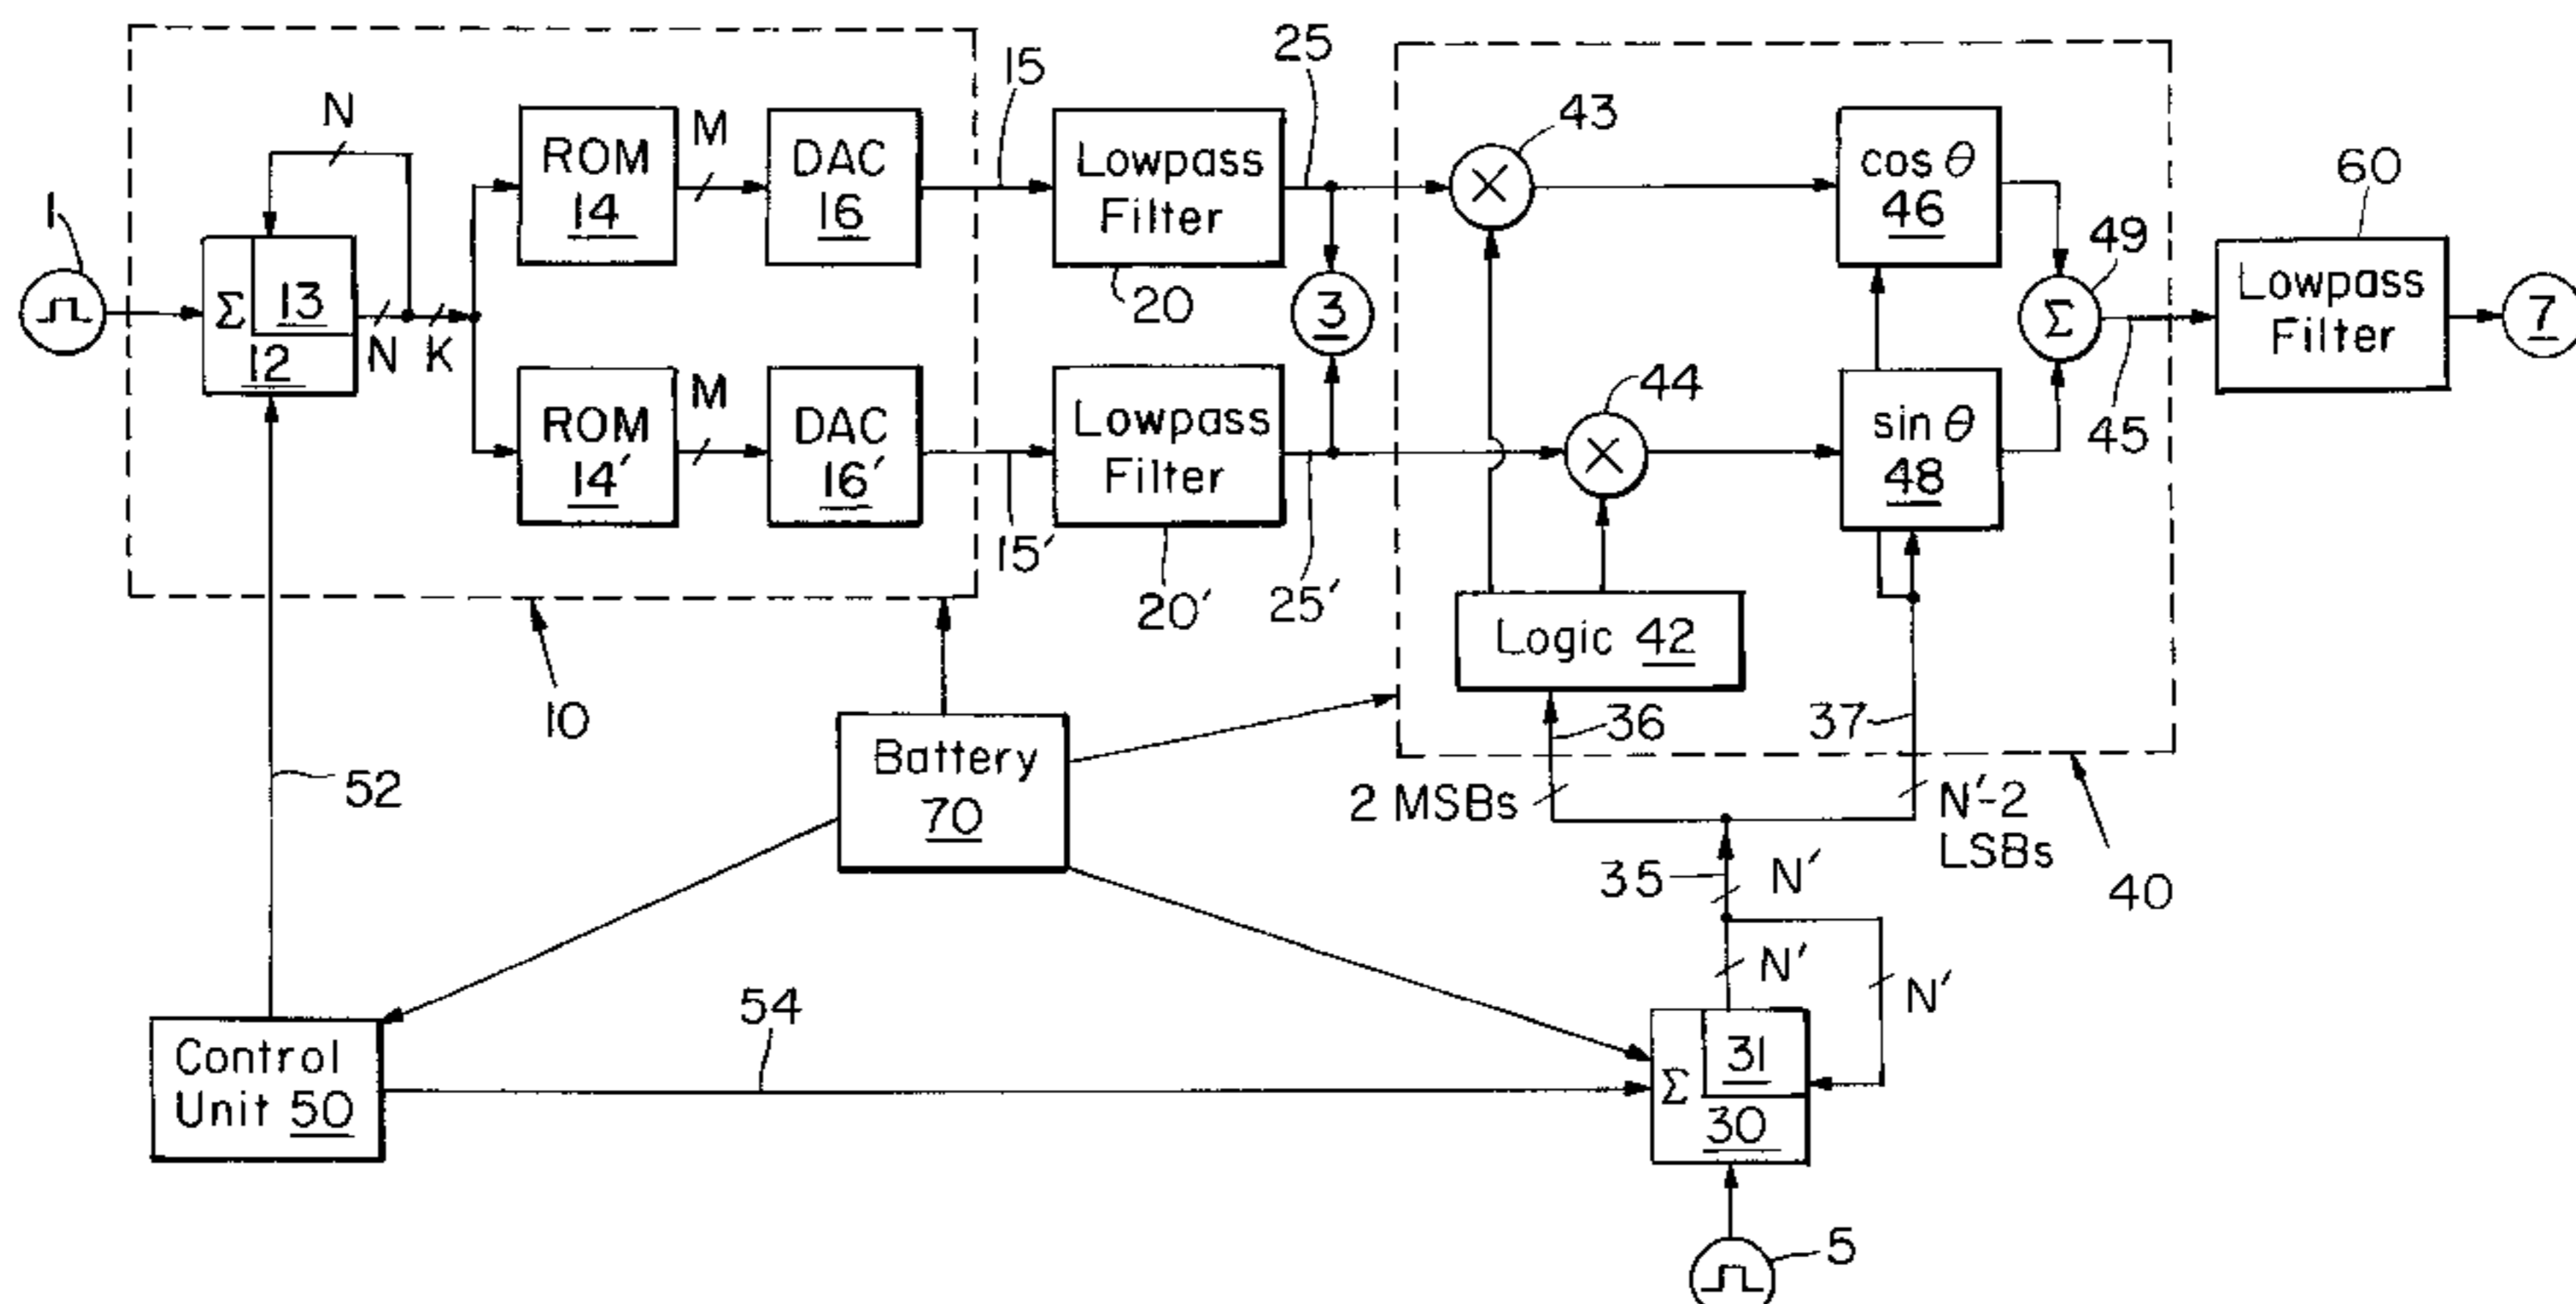 1
N
Σ 13
12
N
K
ROM
14
M
DAC
16
15
Lowpass
Filter
20
25
3
ROM
14′
M
DAC
16′
15′
Lowpass
Filter
20′
25′
10
43
×
44
×
cos θ
46
sin θ
48
49
Σ
45
60
Lowpass
Filter
7
Logic 42
36
37
2 MSBs
N′-2
LSBs
40
35
N′
N′
N′
Battery
70
52
54
Control
Unit 50
Σ 31
30
5